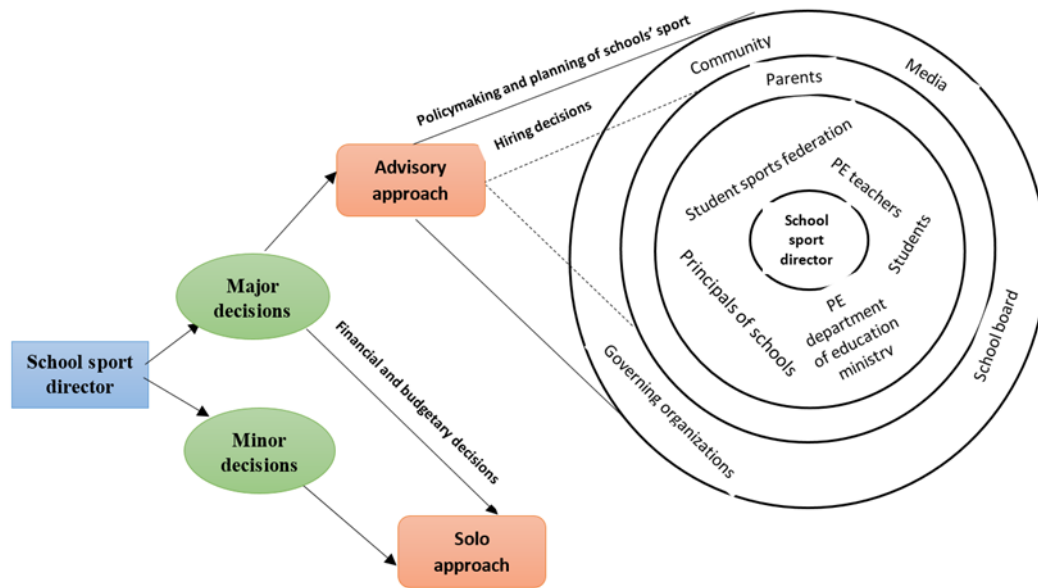 Policymaking and planning of schools' sport
Hiring decisions
Advisory
approach
Major
decisions
School sport
director
Minor
decisions
Financial and budgetary decisions
Solo
approach
Community
Media
Parents
Student sports federation
PE teachers
School
sport
director
Students
Principals of schools
PE
department
of education
ministry
School board
Governing organizations